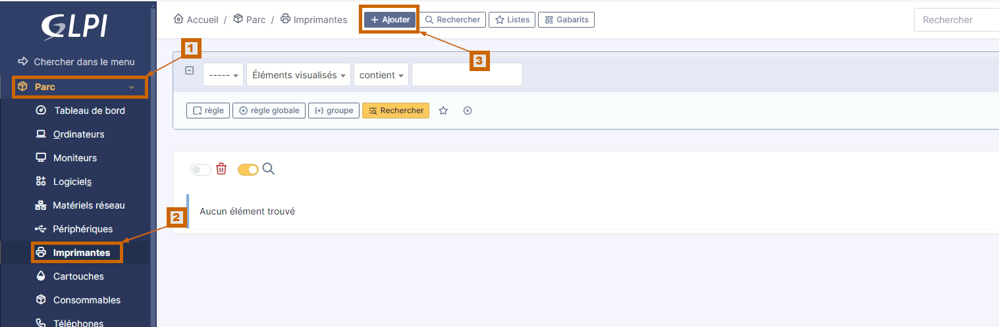 GLPI
Chercher dans le menu
Parc
Tableau de bord
Ordinateurs
Moniteurs
Logiciels
Matériels réseau
Périphériques
Imprimantes
Cartouches
Consommables
Téléphones
1
2
Accueil / Parc / Imprimantes + Ajouter Rechercher Listes Gabarits Rechercher
3
----- Éléments visualisés contient
règle règle globale {+} groupe Rechercher
Aucun élément trouvé